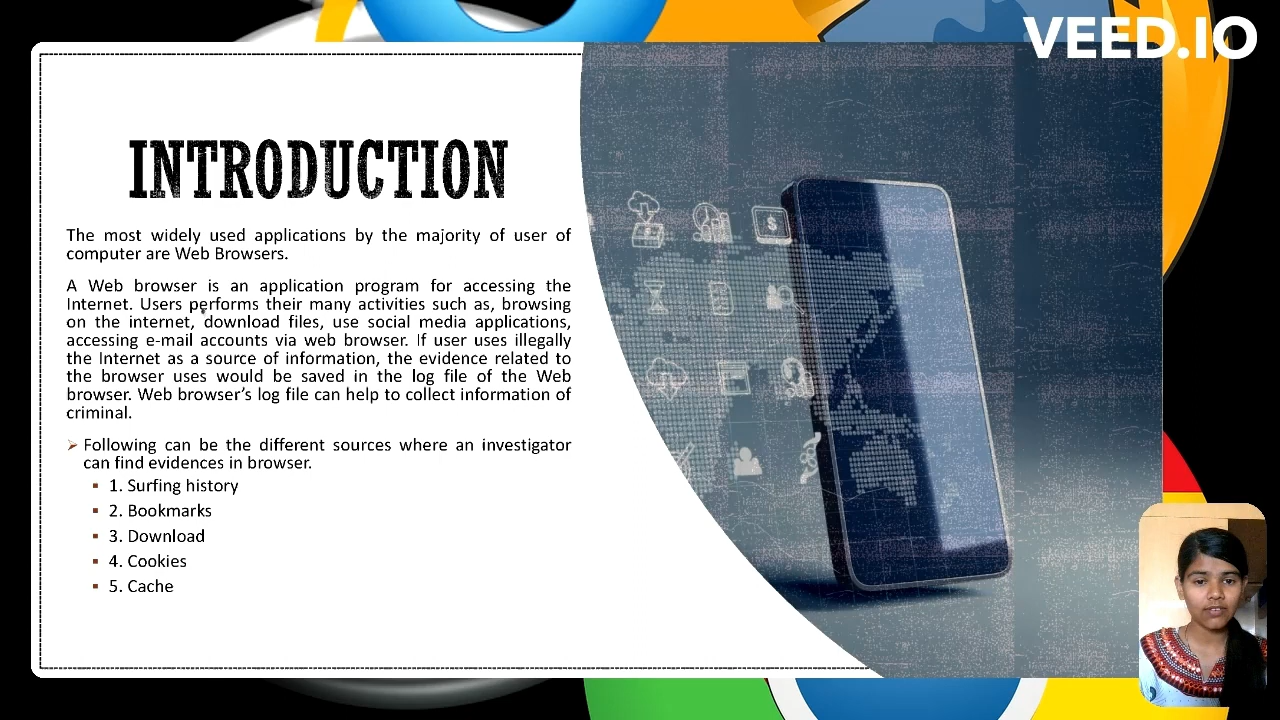 VEED.IO
INTRODUCTION
The most widely used applications by the majority of user of
computer are Web Browsers.
A Web browser is an application program for accessing the
Internet. Users performs their many activities such as, browsing
on the internet, download files, use social media applications,
accessing e-mail accounts via web browser. If user uses illegally
the Internet as a source of information, the evidence related to
the browser uses would be saved in the log file of the Web
browser. Web browser’s log file can help to collect information of
criminal.
Following can be the different sources where an investigator
can find evidences in browser.
1. Surfing history
2. Bookmarks
3. Download
4. Cookies
5. Cache